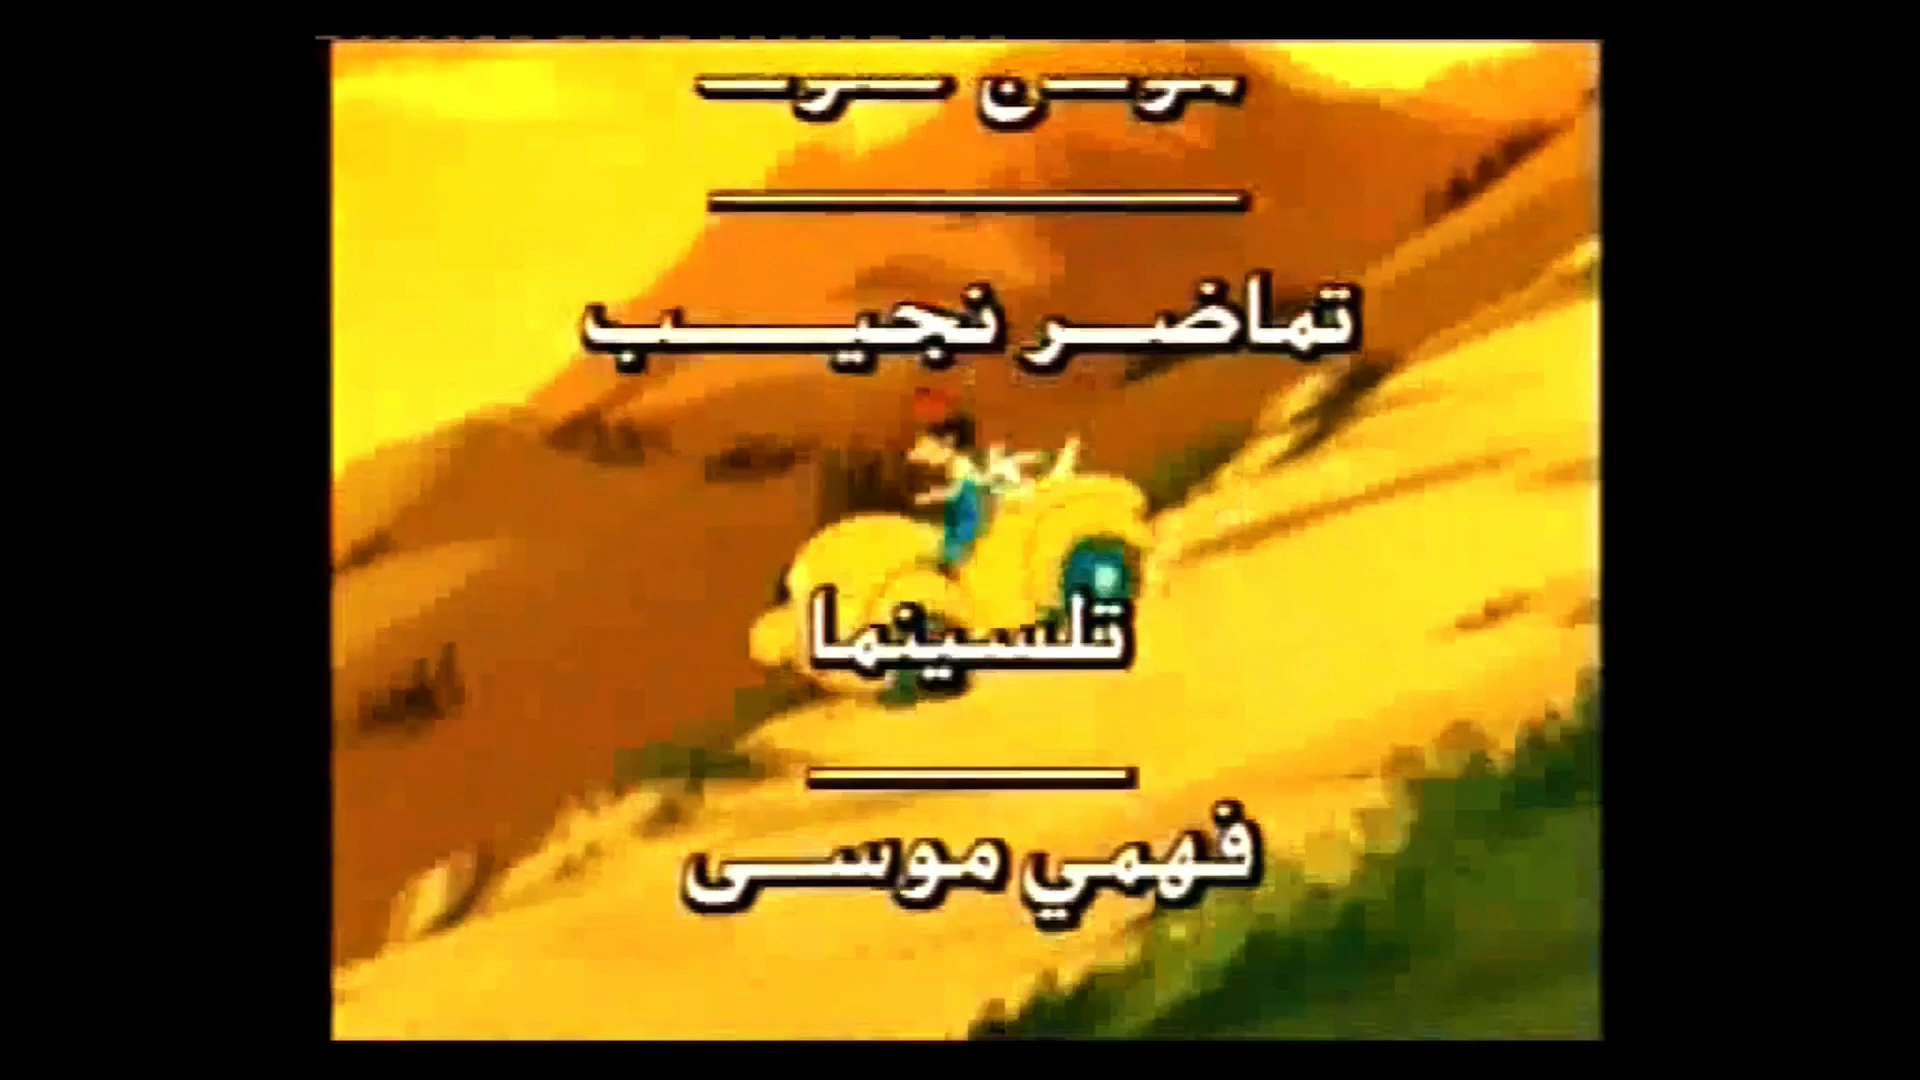 تماضر نجيب
تلسينما
فهمي موسى